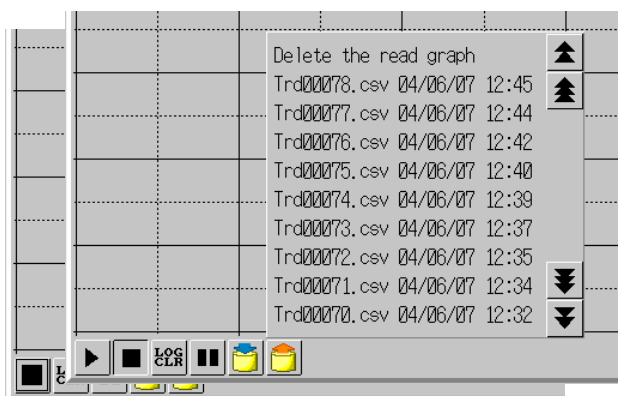 Delete the read graph
Trd00078.csv 04/06/07 12:45
Trd00077.csv 04/06/07 12:44
Trd00076.csv 04/06/07 12:42
Trd00075.csv 04/06/07 12:40
Trd00074.csv 04/06/07 12:39
Trd00073.csv 04/06/07 12:37
Trd00072.csv 04/06/07 12:35
Trd00071.csv 04/06/07 12:34
Trd00070.csv 04/06/07 12:32
LOG
CLR